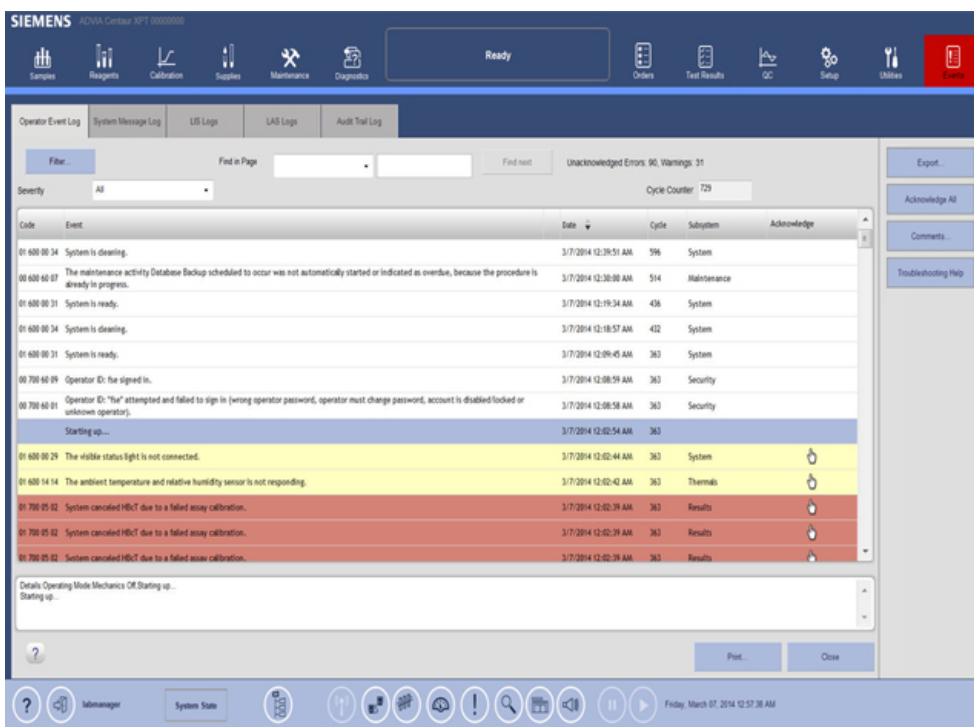 SIEMENS ADVIA Centaur XPT 00000000
Samples Reagents Calibration Supplies Maintenance Diagnostics Ready Orders Test Results QC Setup Utilities Events
Operator Event Log System Message Log LIS Logs LAS Logs Audit Trail Log
Filter... Find in Page Find next Unacknowledged Errors: 90, Warnings: 31 Export...
Severity All Cycle Counter 729 Acknowledge All
Code Event Date Cycle Subsystem Acknowledge
Comments...
01 600 00 34 System is cleaning. 3/7/2014 12:39:51 AM 596 System
Troubleshooting Help
00 600 60 07 The maintenance activity Database Backup scheduled to occur was not automatically started or indicated as overdue, because the procedure is
already in progress. 3/7/2014 12:30:00 AM 514 Maintenance
01 600 00 31 System is ready. 3/7/2014 12:19:34 AM 436 System
01 600 00 34 System is cleaning. 3/7/2014 12:18:57 AM 432 System
01 600 00 31 System is ready. 3/7/2014 12:09:45 AM 363 System
00 700 60 09 Operator ID: fse signed in. 3/7/2014 12:08:59 AM 363 Security
00 700 60 01 Operator ID: "fse" attempted and failed to sign in (wrong operator password, operator must change password, account is disabled/locked or
unknown operator). 3/7/2014 12:08:58 AM 363 Security
Starting up... 3/7/2014 12:02:54 AM 363
01 600 00 29 The visible status light is not connected. 3/7/2014 12:02:44 AM 363 System
01 600 14 14 The ambient temperature and relative humidity sensor is not responding. 3/7/2014 12:02:42 AM 363 Thermals
01 700 05 02 System canceled HBcT due to a failed assay calibration. 3/7/2014 12:02:39 AM 363 Results
01 700 05 02 System canceled HBcT due to a failed assay calibration. 3/7/2014 12:02:39 AM 363 Results
01 700 05 02 System canceled HBcT due to a failed assay calibration. 3/7/2014 12:02:39 AM 363 Results
Details:Operating Mode:Mechanics Off.Starting up...
Starting up...
? Print... Close
? labmanager System State Friday, March 07, 2014 12:57:38 AM